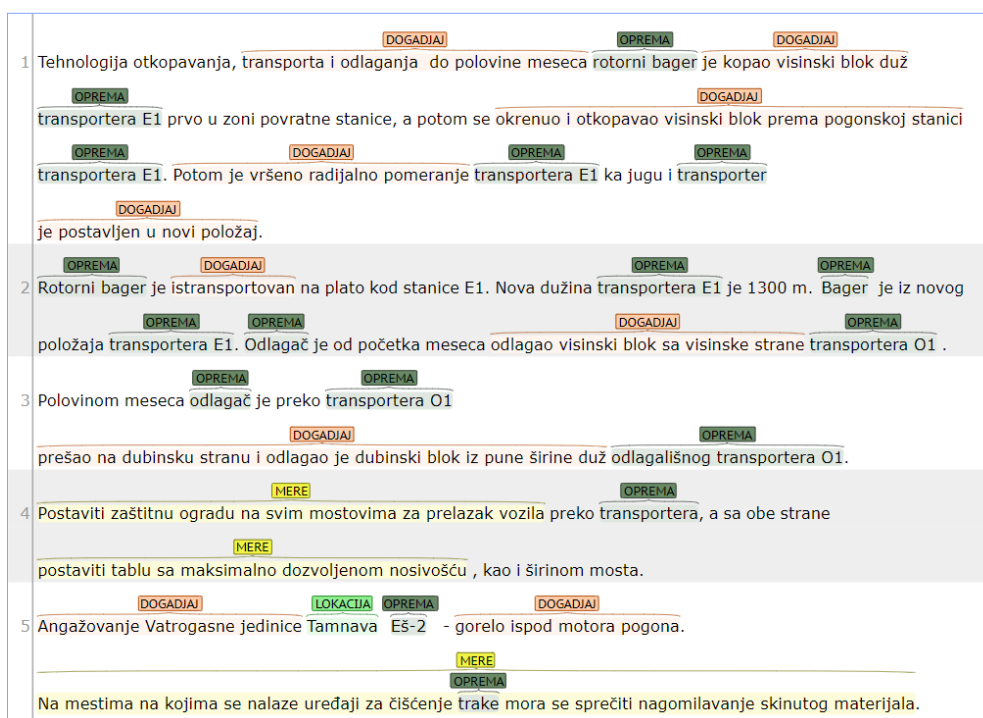 DOGADJAJ OPREMA DOGADJAJ
1 Tehnologija otkopavanja, transporta i odlaganja do polovine meseca rotorni bager je kopao visinski blok duž
OPREMA DOGADJAJ
transportera E1 prvo u zoni povratne stanice, a potom se okrenuo i otkopavao visinski blok prema pogonskoj stanici
OPREMA DOGADJAJ OPREMA OPREMA
transportera E1. Potom je vršeno radijalno pomeranje transportera E1 ka jugu i transporter
DOGADJAJ
je postavljen u novi položaj.
OPREMA DOGADJAJ OPREMA OPREMA
2 Rotorni bager je istransportovan na plato kod stanice E1. Nova dužina transportera E1 je 1300 m. Bager je iz novog
OPREMA OPREMA DOGADJAJ OPREMA
položaja transportera E1. Odlagač je od početka meseca odlagao visinski blok sa visinske strane transportera O1 .
OPREMA OPREMA
3 Polovinom meseca odlagač je preko transportera O1
DOGADJAJ OPREMA
prešao na dubinsku stranu i odlagao je dubinski blok iz pune širine duž odlagališnog transportera O1.
MERE OPREMA
4 Postaviti zaštitnu ogradu na svim mostovima za prelazak vozila preko transportera, a sa obe strane
MERE
postaviti tablu sa maksimalno dozvoljenom nosivošću , kao i širinom mosta.
DOGADJAJ LOKACIJA OPREMA DOGADJAJ
5 Angažovanje Vatrogasne jedinice Tamnava Eš-2 - gorelo ispod motora pogona.
MERE
OPREMA
Na mestima na kojima se nalaze uređaji za čišćenje trake mora se sprečiti nagomilavanje skinutog materijala.